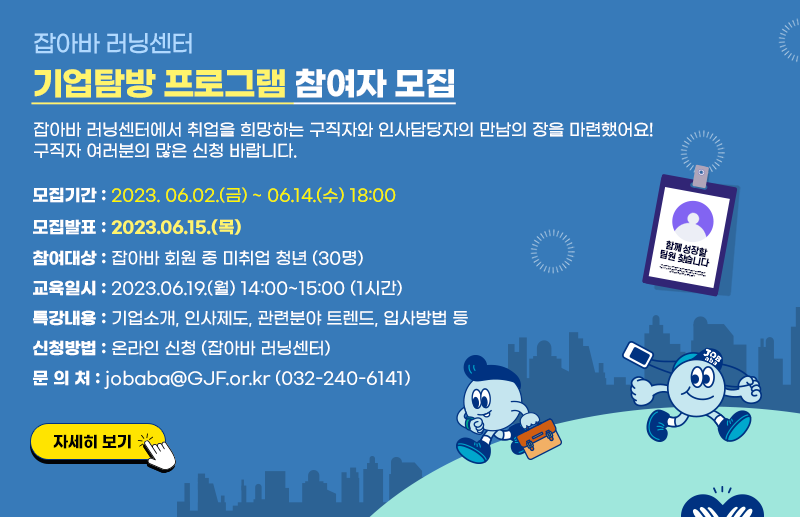 잡아바 러닝센터
기업탐방 프로그램 참여자 모집
잡아바 러닝센터에서 취업을 희망하는 구직자와 인사담당자의 만남의 장을 마련했어요!
구직자 여러분의 많은 신청 바랍니다.
모집기간 : 2023. 06.02.(금) ~ 06.14.(수) 18:00
모집발표 : 2023.06.15.(목)
참여대상 : 잡아바 회원 중 미취업 청년 (30명)
교육일시 : 2023.06.19.(월) 14:00~15:00 (1시간)
특강내용 : 기업소개, 인사제도, 관련분야 트렌드, 입사방법 등
신청방법 : 온라인 신청 (잡아바 러닝센터)
문 의 처 : jobaba@GJF.or.kr (032-240-6141)
자세히 보기
함께 성장할
팀원 찾습니다
JOB
aba